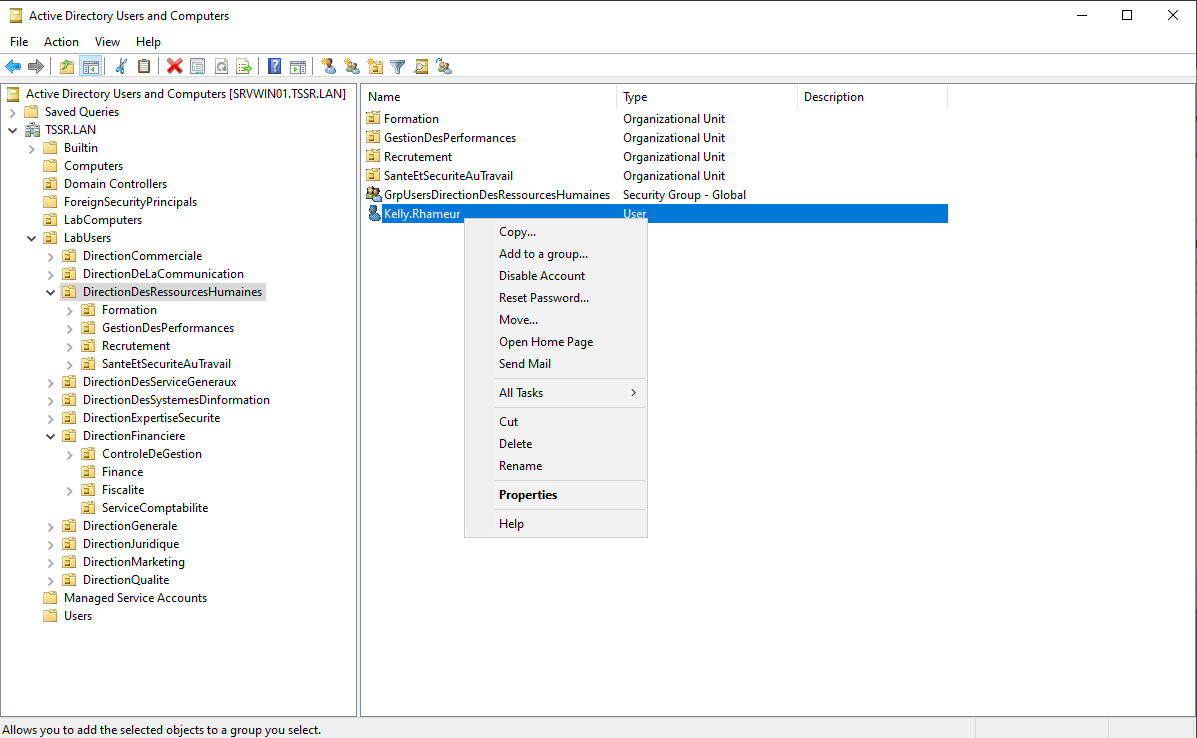 Active Directory Users and Computers
File Action View Help
Active Directory Users and Computers [SRVWIN01.TSSR.LAN]
Saved Queries
TSSR.LAN
Builtin
Computers
Domain Controllers
ForeignSecurityPrincipals
LabComputers
LabUsers
DirectionCommerciale
DirectionDeLaCommunication
DirectionDesRessourcesHumaines
Formation
GestionDesPerformances
Recrutement
SanteEtSecuriteAuTravail
DirectionDesServiceGeneraux
DirectionDesSystemesDinformation
DirectionExpertiseSecurite
DirectionFinanciere
ControleDeGestion
Finance
Fiscalite
ServiceComptabilite
DirectionGenerale
DirectionJuridique
DirectionMarketing
DirectionQualite
Managed Service Accounts
Users
Name Type Description
Formation Organizational Unit
GestionDesPerformances Organizational Unit
Recrutement Organizational Unit
SanteEtSecuriteAuTravail Organizational Unit
GrpUsersDirectionDesRessourcesHumaines Security Group - Global
Kelly.Rhameur User
Copy...
Add to a group...
Disable Account
Reset Password...
Move...
Open Home Page
Send Mail
All Tasks
Cut
Delete
Rename
Properties
Help
Allows you to add the selected objects to a group you select.